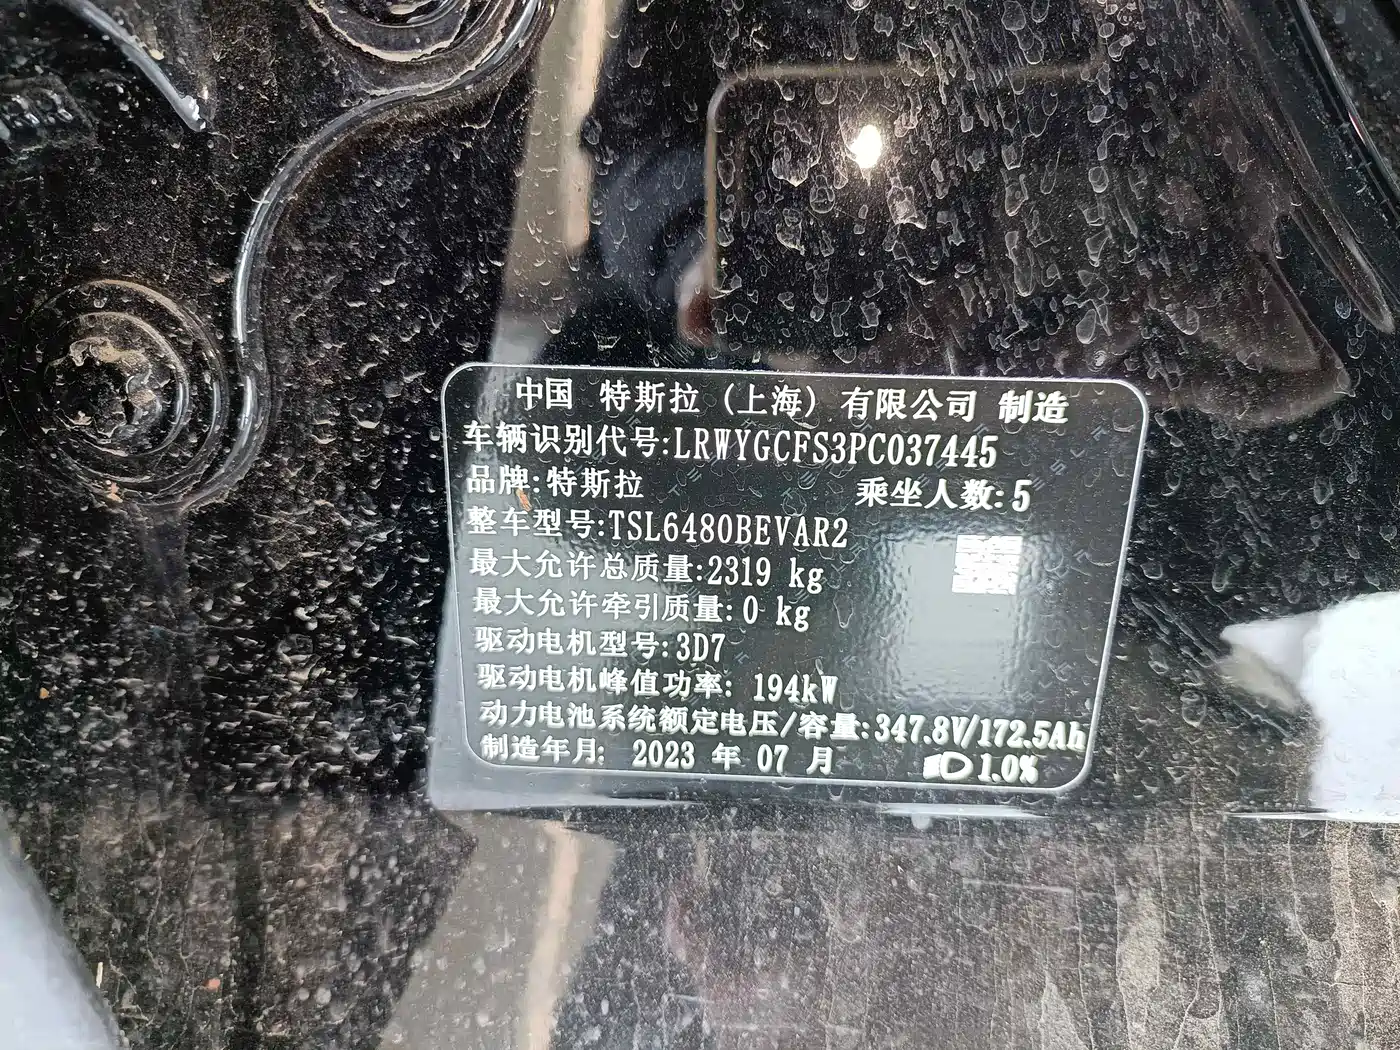 中国 特斯拉（上海）有限公司 制造
车辆识别代号:LRWYGCFS3PC037445
品牌:特斯拉 乘坐人数:5
整车型号:TSL6480BEVAR2
最大允许总质量:2319 kg
最大允许牵引质量:0 kg
驱动电机型号:3D7
驱动电机峰值功率: 194kW
动力电池系统额定电压/容量:347.8V/172.5Ah
制造年月: 2023 年 07 月 1.0%